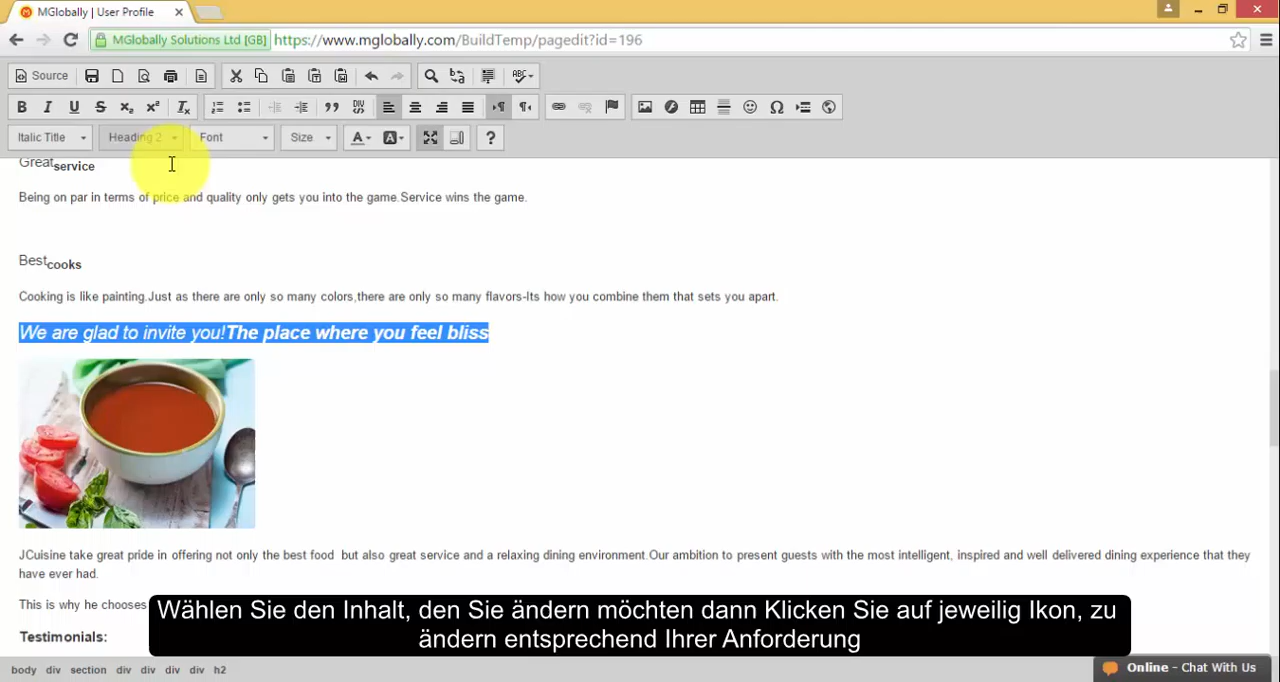 MGlobally | User Profile
MGlobally Solutions Ltd [GB] https://www.mglobally.com/BuildTemp/pagedit?id=196
Source
Italic Title Heading 2 Font Size
Great service
Being on par in terms of price and quality only gets you into the game.Service wins the game.
Best cooks
Cooking is like painting.Just as there are only so many colors,there are only so many flavors-Its how you combine them that sets you apart.
We are glad to invite you!The place where you feel bliss
JCuisine take great pride in offering not only the best food but also great service and a relaxing dining environment.Our ambition to present guests with the most intelligent, inspired and well delivered dining experience that they
have ever had.
This is why he chooses
Wählen Sie den Inhalt, den Sie ändern möchten dann Klicken Sie auf jeweilig Ikon, zu
ändern entsprechend Ihrer Anforderung
Testimonials:
body div section div div div div h2
Online - Chat With Us